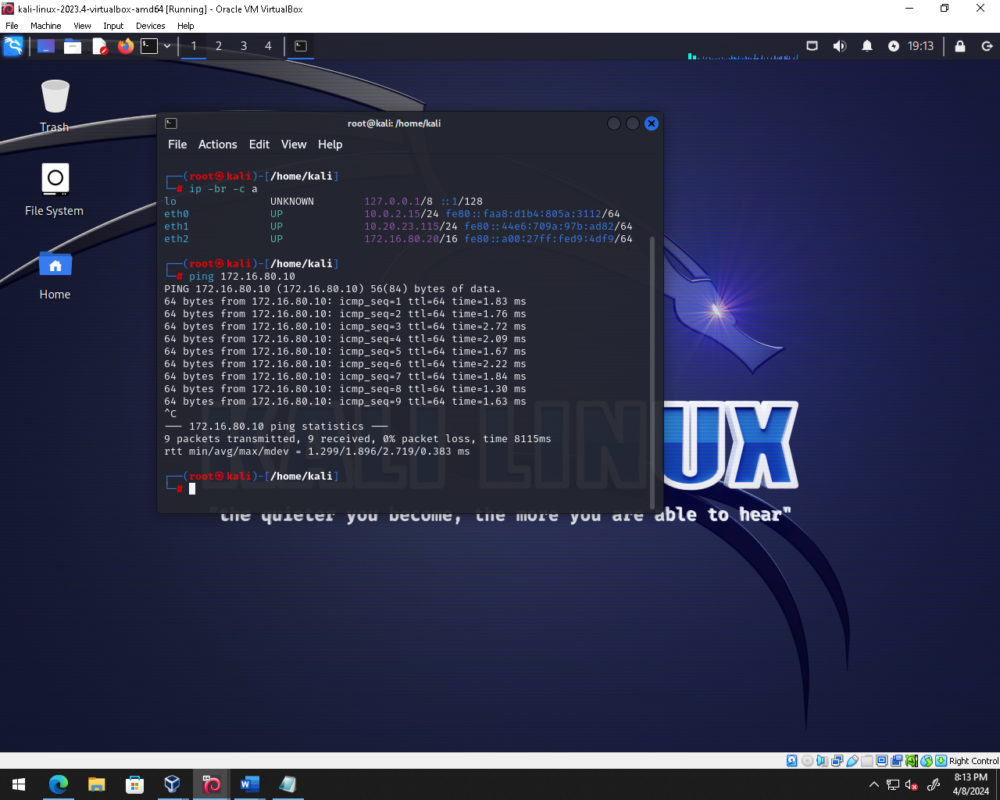 kali-linux-2023.4-virtualbox-amd64 [Running] - Oracle VM VirtualBox
File Machine View Input Devices Help
1 2 3 4 19:13
Trash
File System
Home
root@kali: /home/kali
File Actions Edit View Help
┌──(root㉿kali)-[/home/kali]
└─# ip -br -c a
lo UNKNOWN 127.0.0.1/8 ::1/128
eth0 UP 10.0.2.15/24 fe80::faa8:d1b4:805a:3112/64
eth1 UP 10.20.23.115/24 fe80::44e6:709a:97b:ad82/64
eth2 UP 172.16.80.20/16 fe80::a00:27ff:fed9:4df9/64
┌──(root㉿kali)-[/home/kali]
└─# ping 172.16.80.10
PING 172.16.80.10 (172.16.80.10) 56(84) bytes of data.
64 bytes from 172.16.80.10: icmp_seq=1 ttl=64 time=1.83 ms
64 bytes from 172.16.80.10: icmp_seq=2 ttl=64 time=1.76 ms
64 bytes from 172.16.80.10: icmp_seq=3 ttl=64 time=2.72 ms
64 bytes from 172.16.80.10: icmp_seq=4 ttl=64 time=2.09 ms
64 bytes from 172.16.80.10: icmp_seq=5 ttl=64 time=1.67 ms
64 bytes from 172.16.80.10: icmp_seq=6 ttl=64 time=2.22 ms
64 bytes from 172.16.80.10: icmp_seq=7 ttl=64 time=1.84 ms
64 bytes from 172.16.80.10: icmp_seq=8 ttl=64 time=1.30 ms
64 bytes from 172.16.80.10: icmp_seq=9 ttl=64 time=1.63 ms
^C
--- 172.16.80.10 ping statistics ---
9 packets transmitted, 9 received, 0% packet loss, time 8115ms
rtt min/avg/max/mdev = 1.299/1.896/2.719/0.383 ms
┌──(root㉿kali)-[/home/kali]
└─#
KALI LINUX
"the quieter you become, the more you are able to hear"
Right Control
64
8:13 PM
4/8/2024